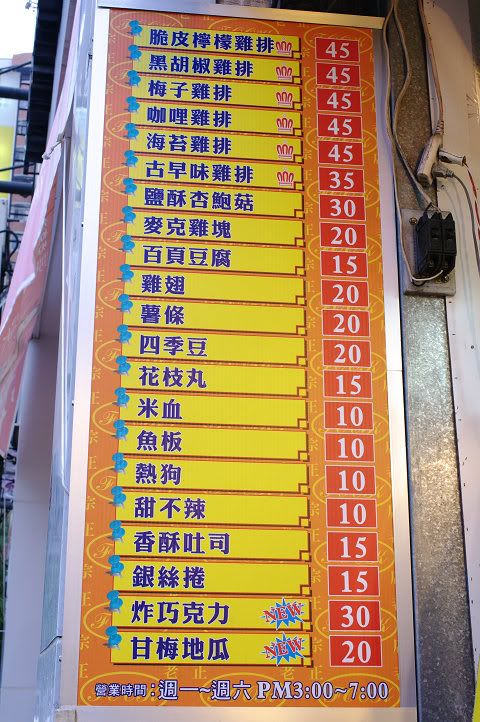 脆皮檸檬雞排 45
黑胡椒雞排 45
梅子雞排 45
咖哩雞排 45
海苔雞排 45
古早味雞排 35
鹽酥杏鮑菇 30
麥克雞塊 20
百頁豆腐 15
雞翅 20
薯條 20
四季豆 20
花枝丸 15
米血 10
魚板 10
熱狗 10
甜不辣 10
香酥吐司 15
銀絲捲 15
炸巧克力 NEW 30
甘梅地瓜 NEW 20
營業時間:週一~週六 PM3:00~7:00